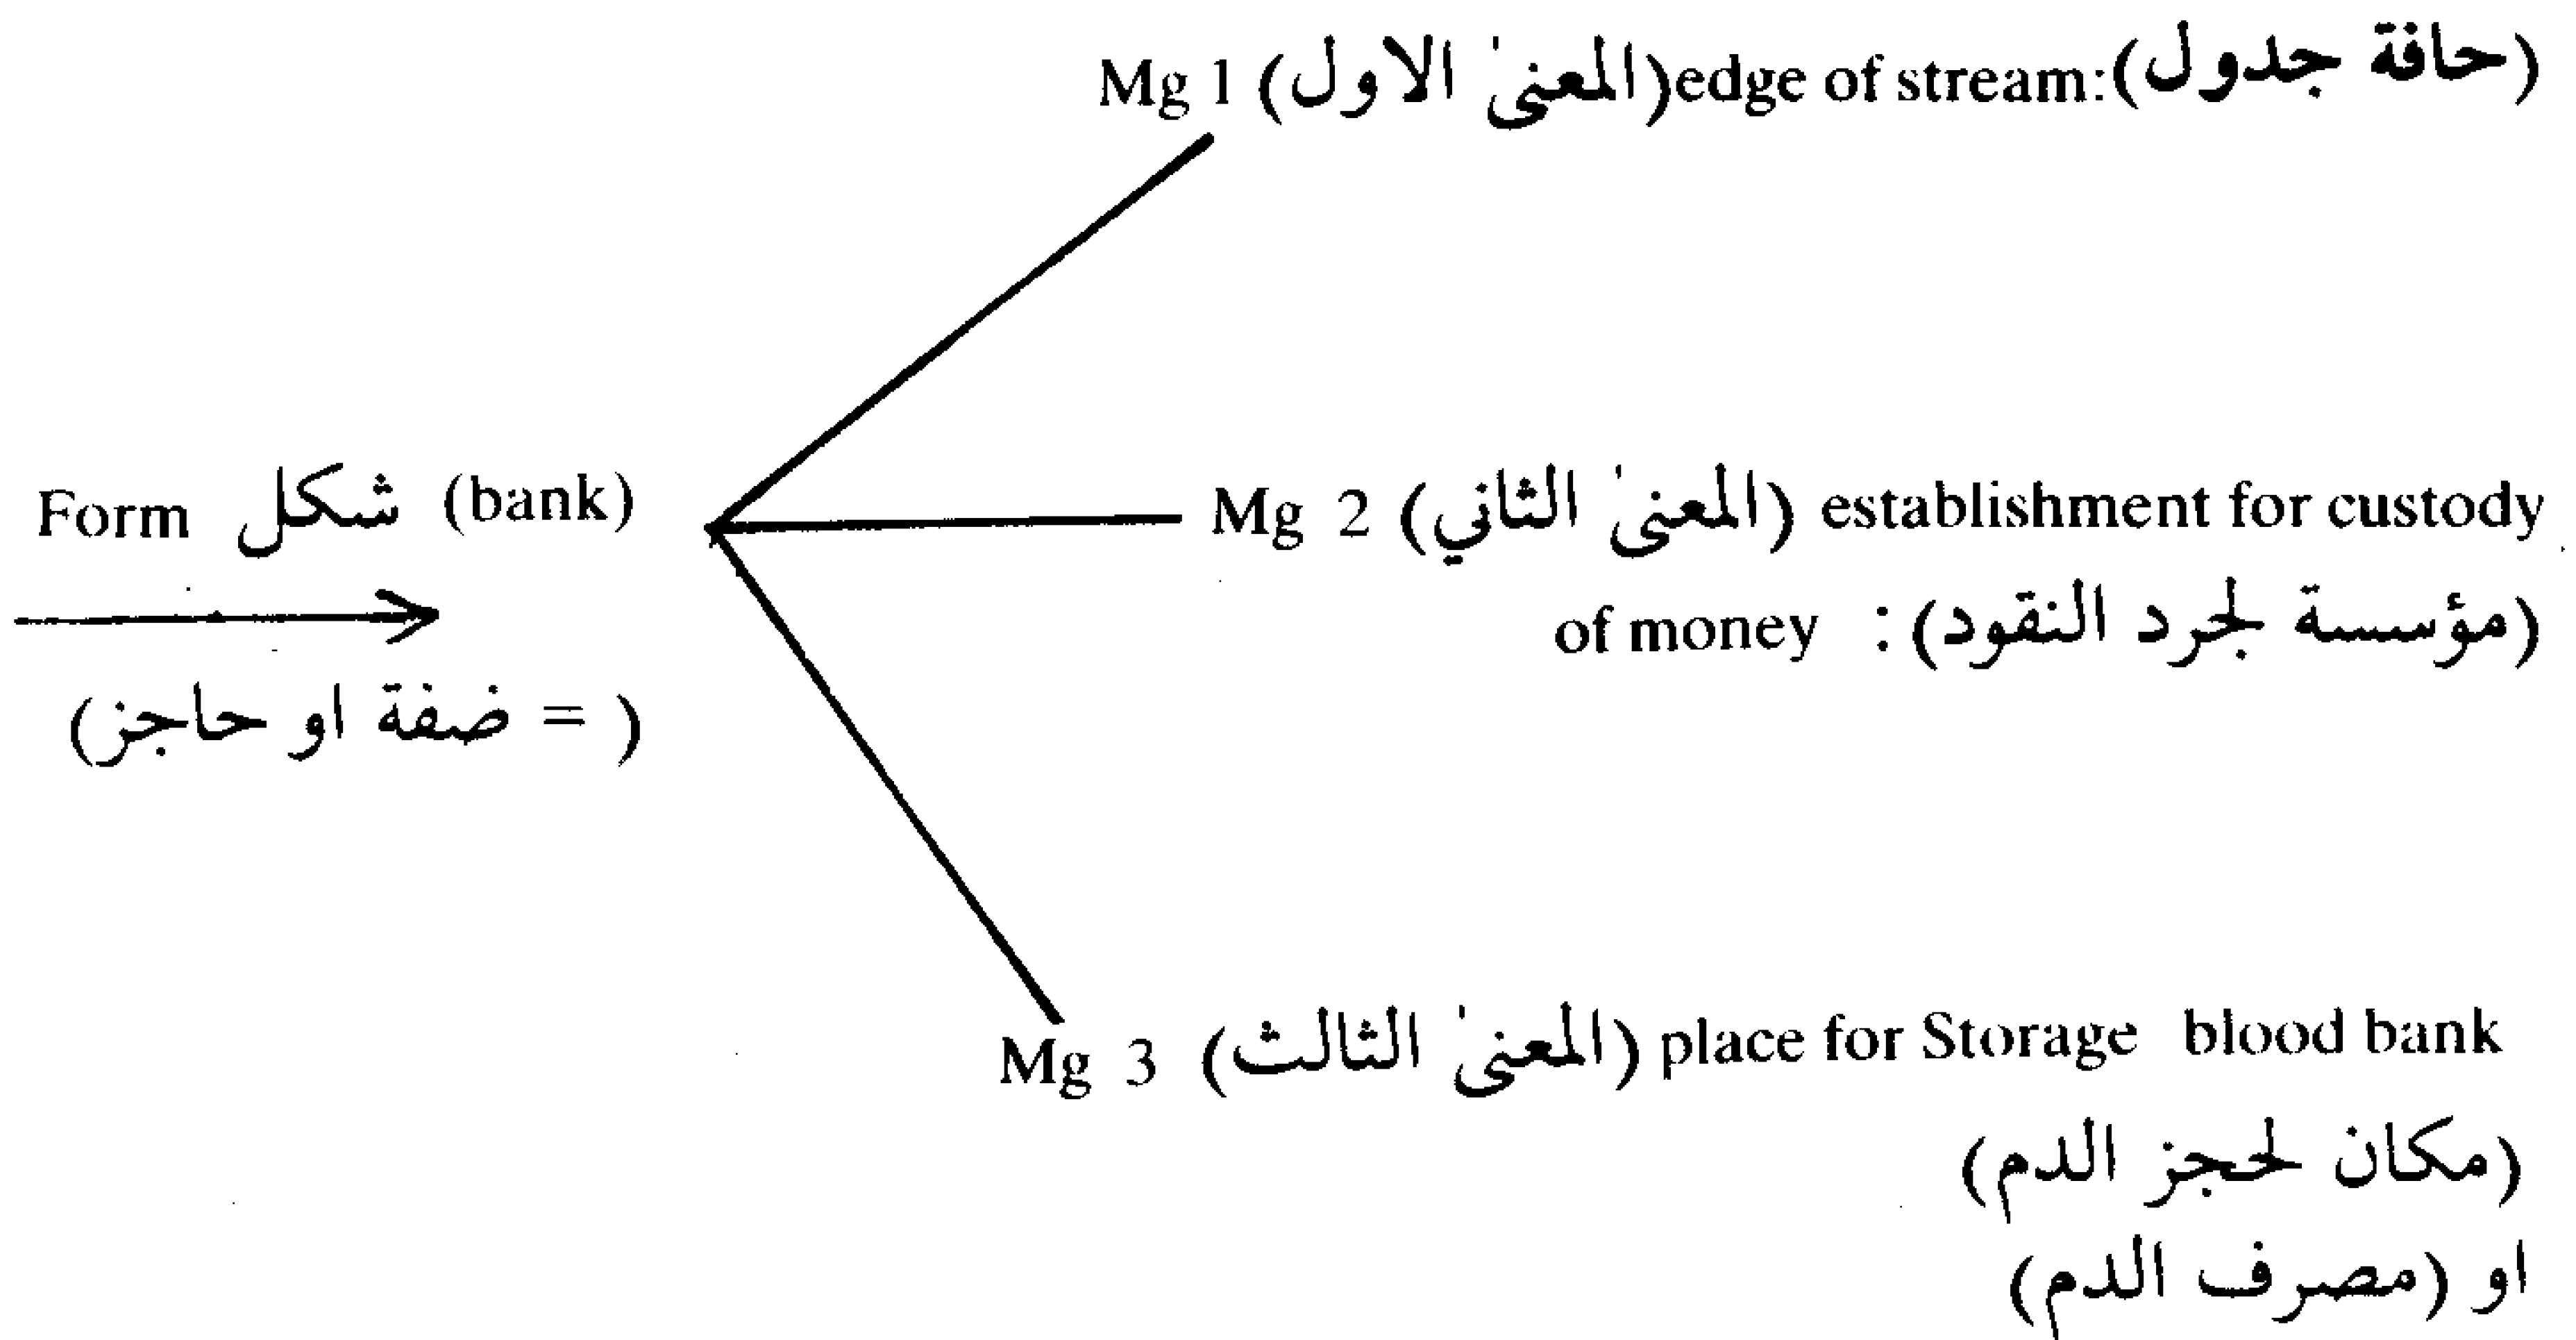 Mg 1 (المعنىٰ الاول) edge of stream: (حافة جدول)
Form شكل (bank)
( = ضفة او حاجز)
Mg 2 (المعنىٰ الثاني) establishment for custody
of money : (مؤسسة لجرد النقود)
Mg 3 (المعنىٰ الثالث) place for Storage blood bank
(مكان لحجز الدم)
او (مصرف الدم)